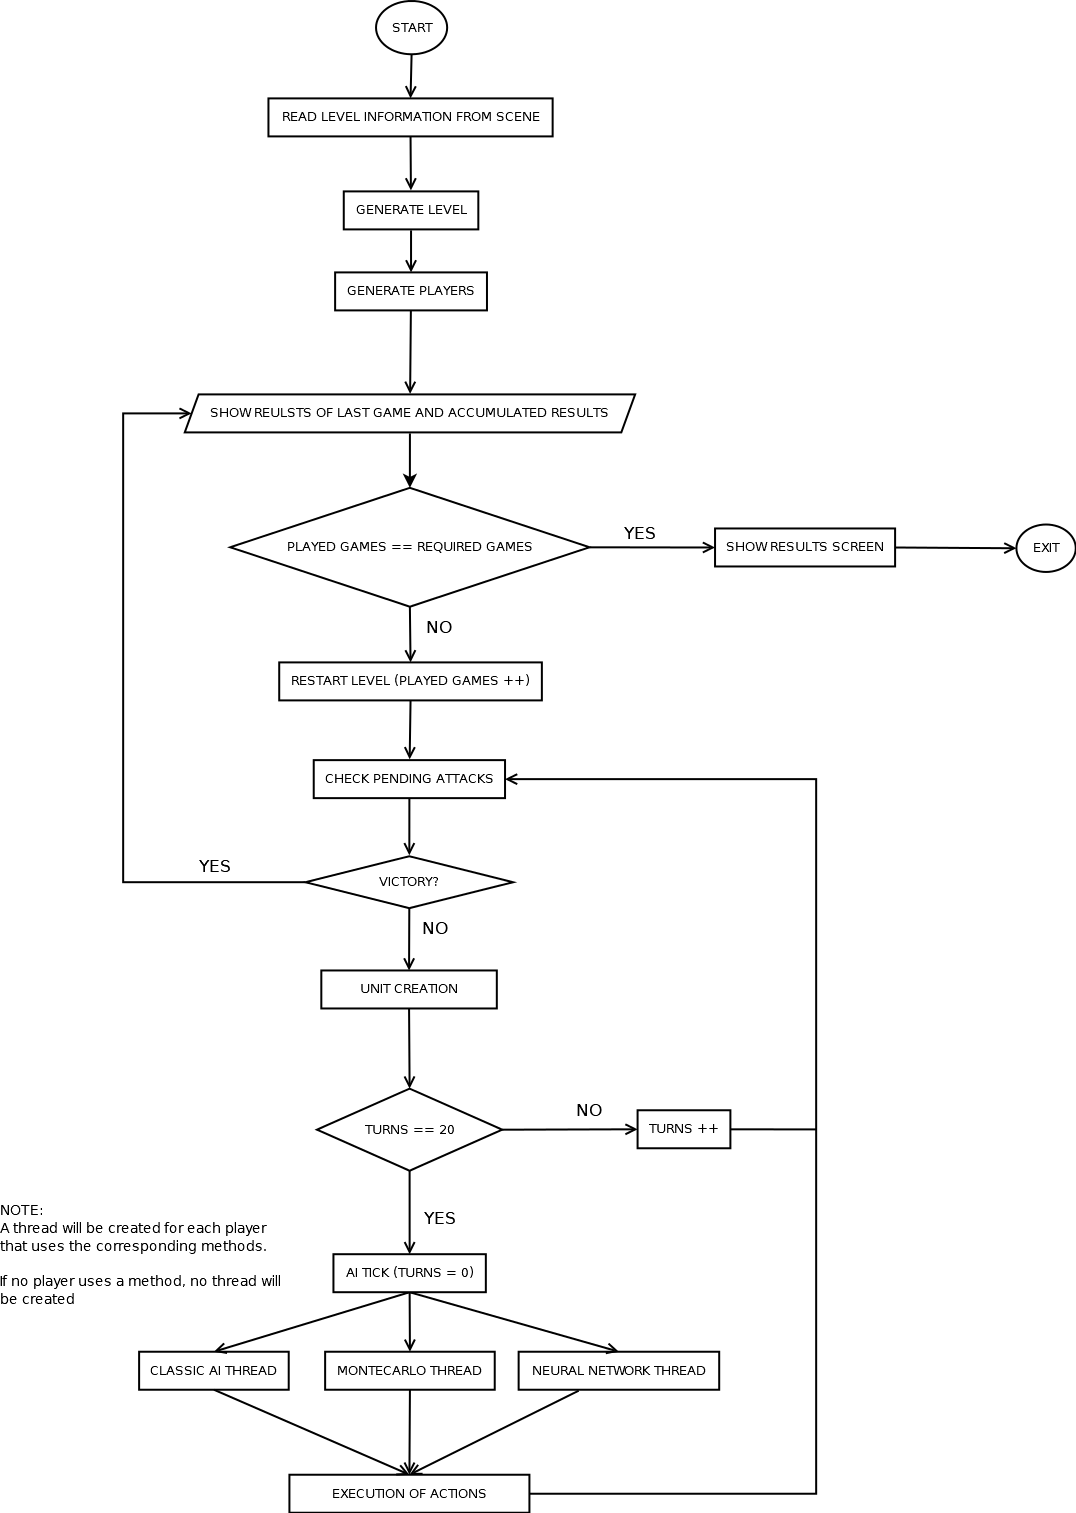 START
READ LEVEL INFORMATION FROM SCENE
GENERATE LEVEL
GENERATE PLAYERS
SHOW REULSTS OF LAST GAME AND ACCUMULATED RESULTS
PLAYED GAMES == REQUIRED GAMES
YES
SHOW RESULTS SCREEN
EXIT
NO
RESTART LEVEL (PLAYED GAMES ++)
CHECK PENDING ATTACKS
VICTORY?
YES
NO
UNIT CREATION
TURNS == 20
NO
TURNS ++
YES
NOTE:
A thread will be created for each player
that uses the corresponding methods.
If no player uses a method, no thread will
be created
AI TICK (TURNS = 0)
CLASSIC AI THREAD
MONTECARLO THREAD
NEURAL NETWORK THREAD
EXECUTION OF ACTIONS